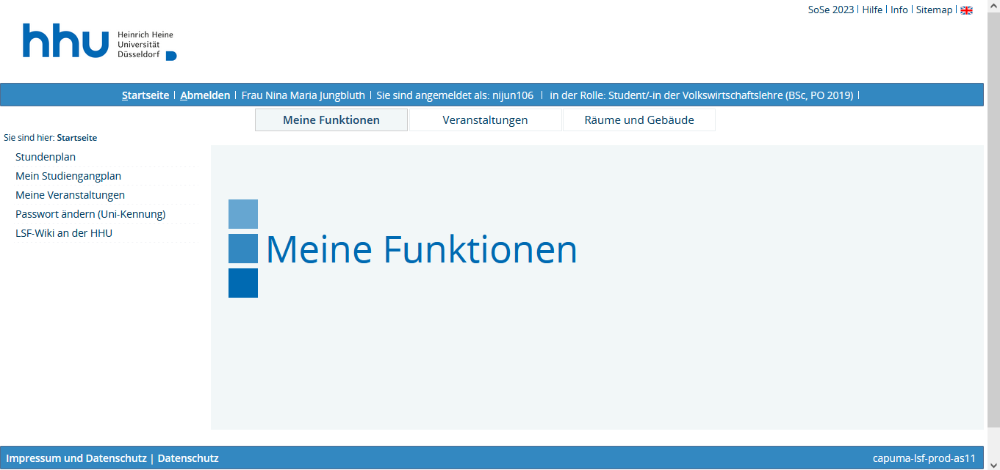 SoSe 2023 | Hilfe | Info | Sitemap |
hhu
Heinrich Heine
Universität
Düsseldorf
Startseite | Abmelden | Frau Nina Maria Jungbluth | Sie sind angemeldet als: nijun106 | in der Rolle: Student/-in der Volkswirtschaftslehre (BSc, PO 2019) |
Meine Funktionen Veranstaltungen Räume und Gebäude
Sie sind hier: Startseite
Stundenplan
Mein Studiengangplan
Meine Veranstaltungen
Passwort ändern (Uni-Kennung)
LSF-Wiki an der HHU
Meine Funktionen
Impressum und Datenschutz | Datenschutz capuma-lsf-prod-as11